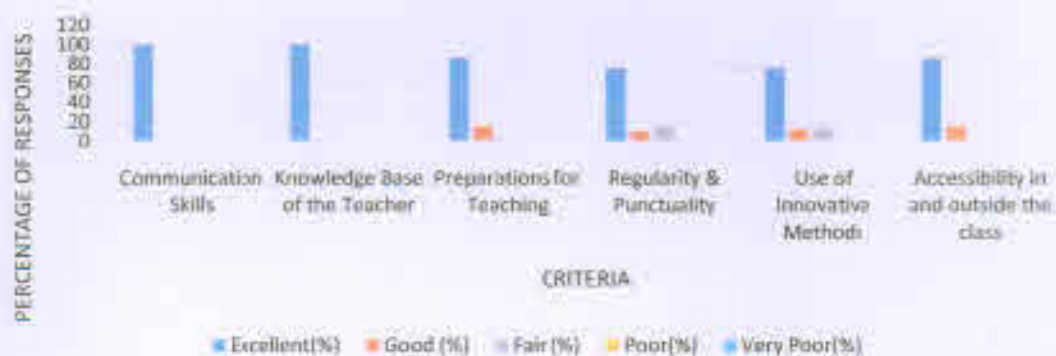 PERCENTAGE OF RESPONSES
120
100
80
60
40
20
0
Communication Skills
Knowledge Base of the Teacher
Preparations for Teaching
Regularity & Punctuality
Use of Innovative Methods
Accessibility in and outside the class
CRITERIA
Excellent(%) Good (%) Fair(%) Poor(%) Very Poor(%)